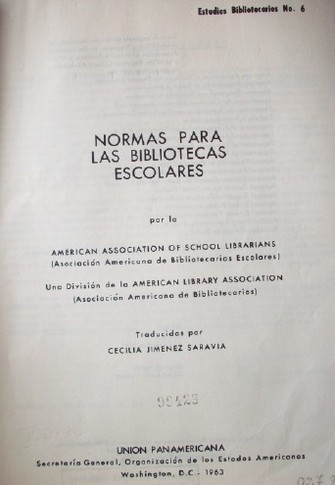 Estudios Bibliotecarios No. 6
NORMAS PARA
LAS BIBLIOTECAS
ESCOLARES
por la
AMERICAN ASSOCIATION OF SCHOOL LIBRARIANS
(Asociación Americana de Bibliotecarios Escolares)
Una División de la AMERICAN LIBRARY ASSOCIATION
(Asociación Americana de Bibliotecarios)
Traducidas por
CECILIA JIMENEZ SARAVIA
UNION PANAMERICANA
Secretaría General, Organización de los Estados Americanos
Washington, D.C. - 1963